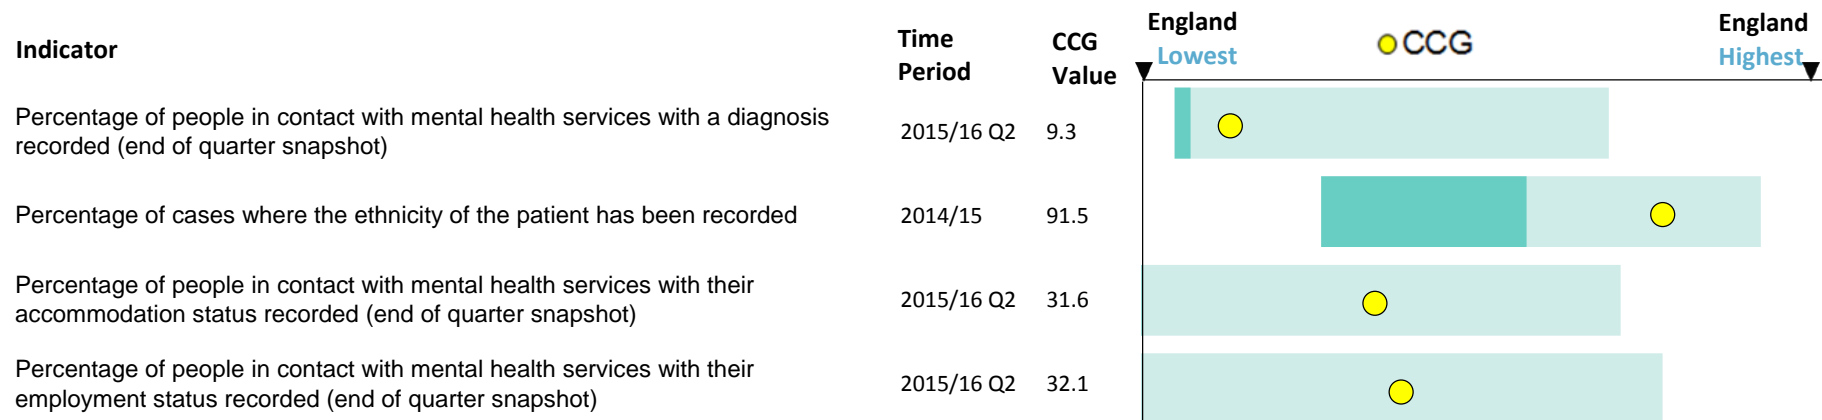 Indicator
Time
Period
CCG
Value
England
Lowest
CCG
England
Highest
Percentage of people in contact with mental health services with a diagnosis
recorded (end of quarter snapshot)
2015/16 Q2
9.3
Percentage of cases where the ethnicity of the patient has been recorded
2014/15
91.5
Percentage of people in contact with mental health services with their
accommodation status recorded (end of quarter snapshot)
2015/16 Q2
31.6
Percentage of people in contact with mental health services with their
employment status recorded (end of quarter snapshot)
2015/16 Q2
32.1